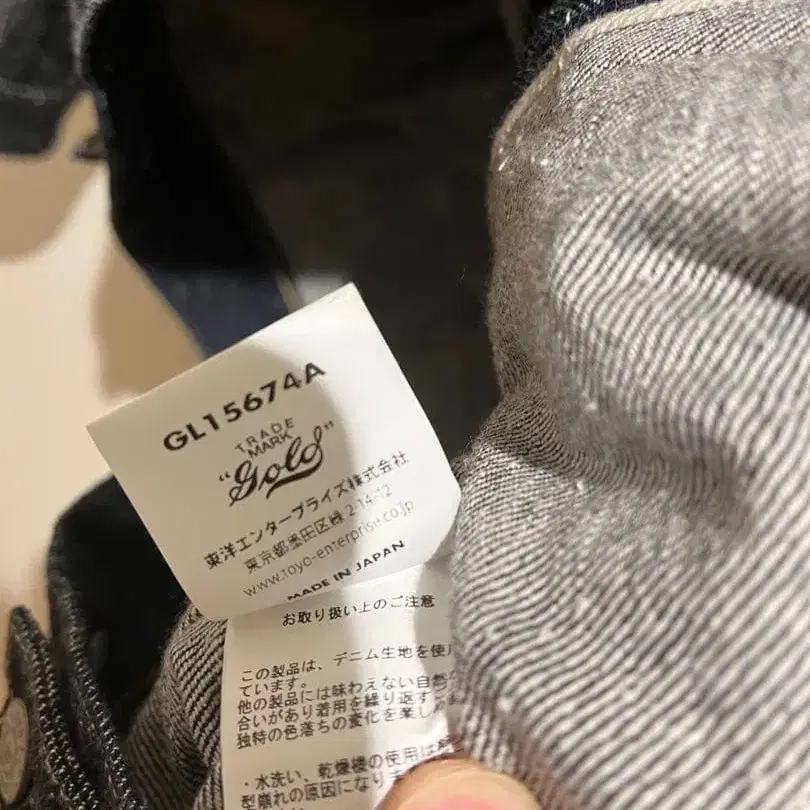 GL15674A
TRADE
MARK
"Gold"
東洋エンタープライズ株式会社
東京都墨田区緑2-14-12
www.toyo-enterprise.co.jp
MADE IN JAPAN
お取り扱い上のご注意
この製品は、デニム生地を使用
ています。
他の製品には味わえない自然な
合いがあり着用を繰り返すご
独特の色落ちの変化を楽しめ
・水洗い、乾燥機の使用は
型崩れの原因になりま